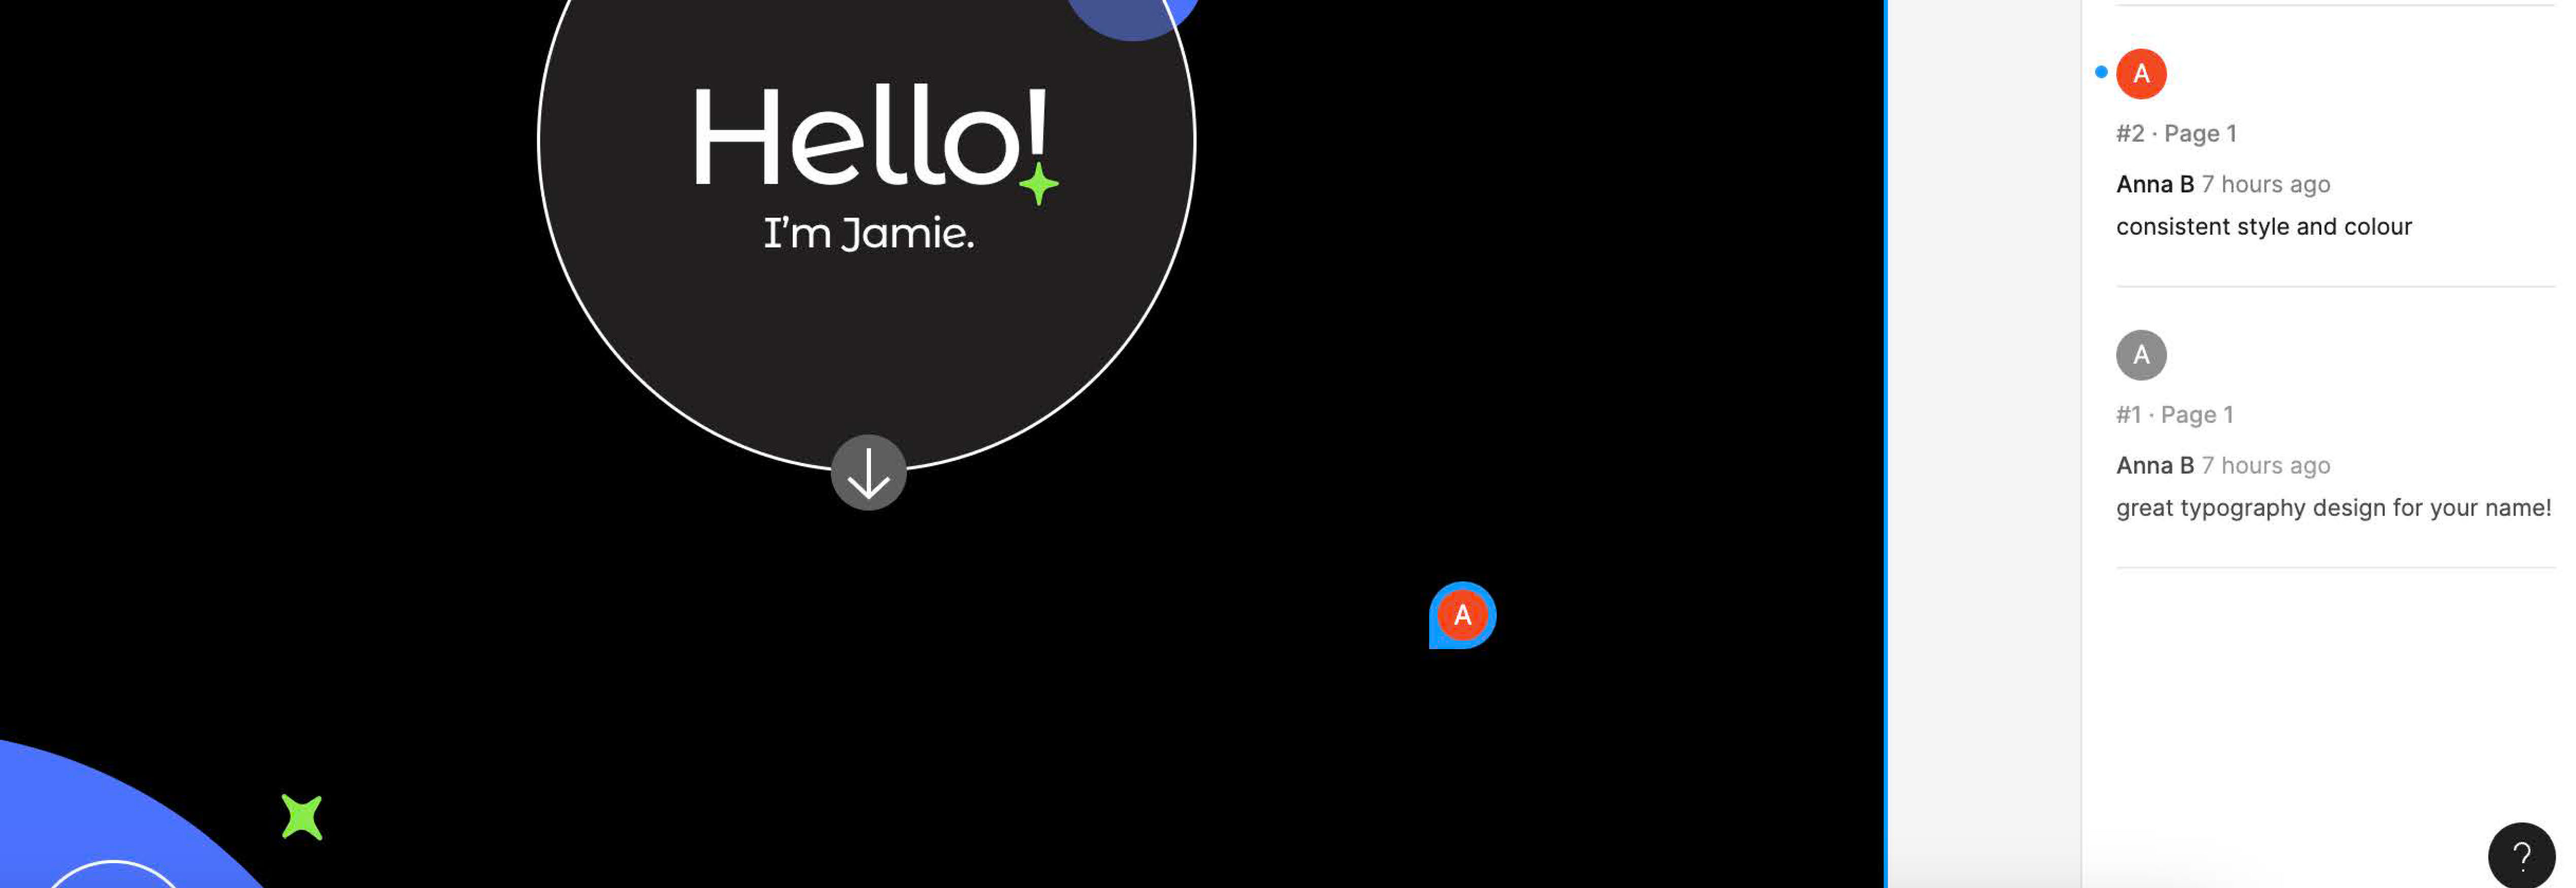 Hello!
I'm Jamie.
A
A
#2 · Page 1
Anna B 7 hours ago
consistent style and colour
A
#1 · Page 1
Anna B 7 hours ago
great typography design for your name!
?